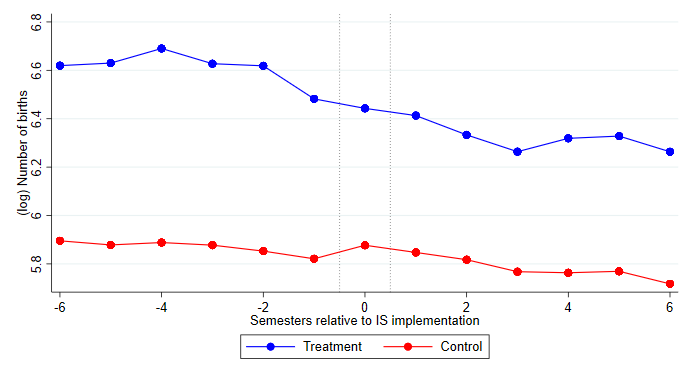 (log) Number of births
6.8
6.6
6.4
6.2
6
5.8
-6 -4 -2 0 2 4 6
Semesters relative to IS implementation
Treatment Control